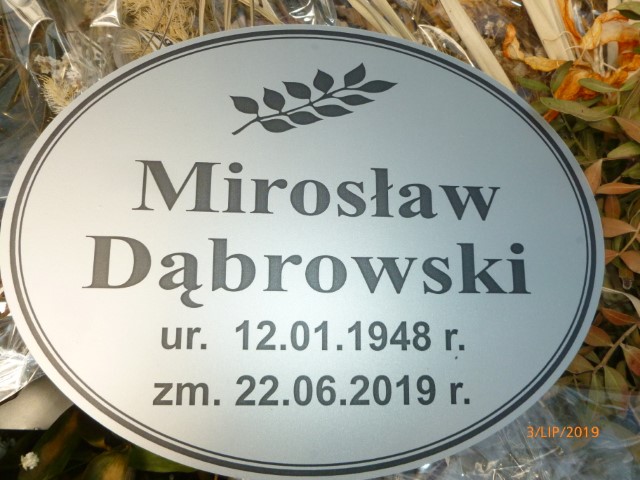 Mirosław
Dąbrowski
ur. 12.01.1948 r.
zm. 22.06.2019 r.
3/LIP/2019